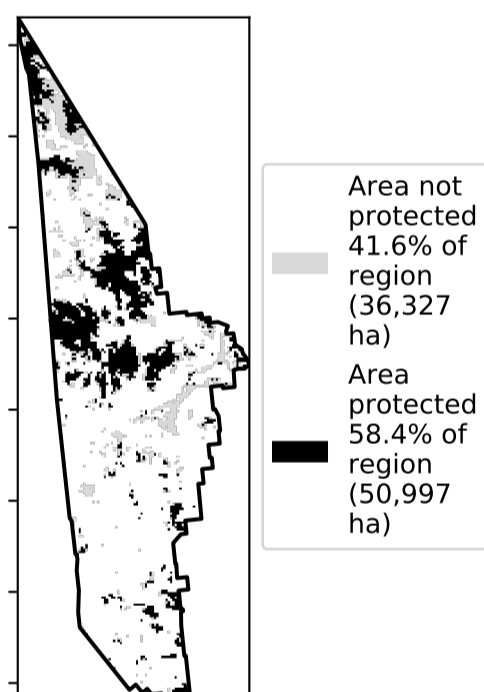 Area not
protected
41.6% of
region
(36,327
ha)
Area
protected
58.4% of
region
(50,997
ha)